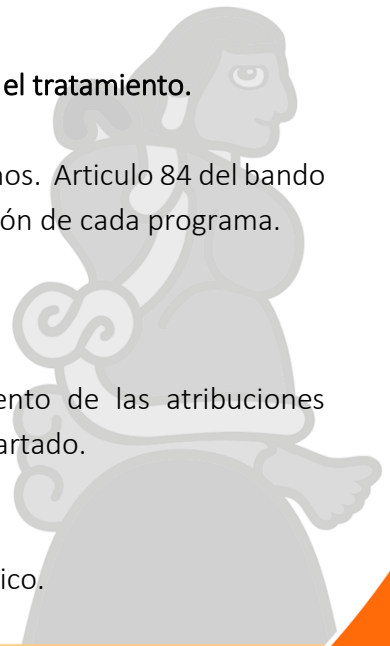 el tratamiento.
nos. Articulo 84 del bando
ón de cada programa.
ento de las atribuciones
artado.
ico.